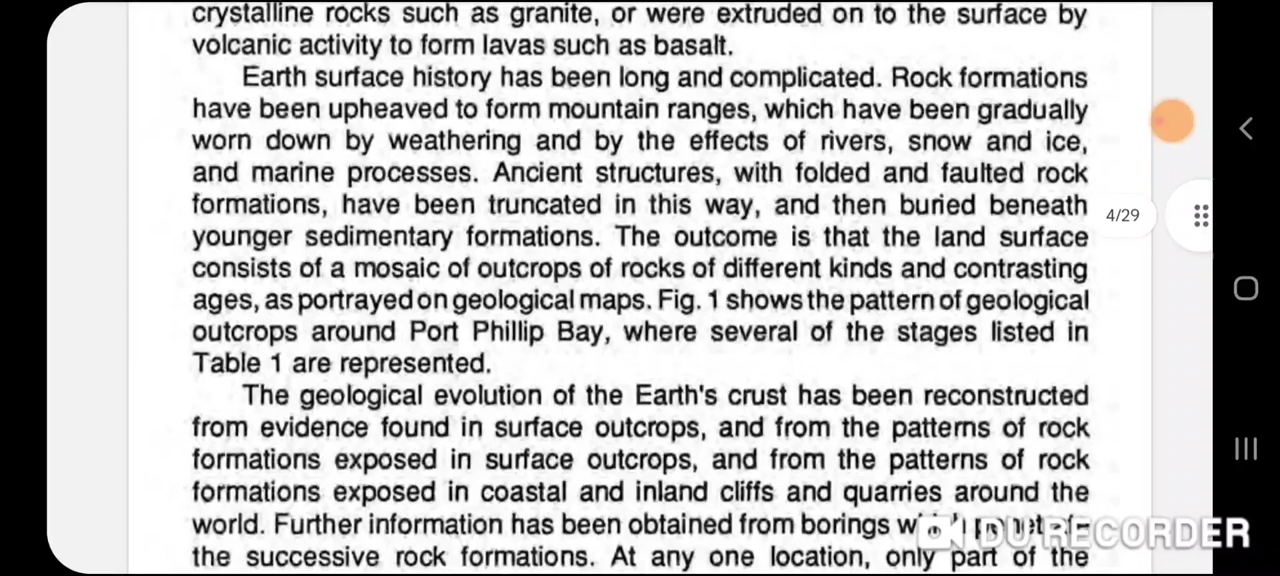 crystalline rocks such as granite, or were extruded on to the surface by
volcanic activity to form lavas such as basalt.
Earth surface history has been long and complicated. Rock formations
have been upheaved to form mountain ranges, which have been gradually
worn down by weathering and by the effects of rivers, snow and ice,
and marine processes. Ancient structures, with folded and faulted rock
formations, have been truncated in this way, and then buried beneath
younger sedimentary formations. The outcome is that the land surface
consists of a mosaic of outcrops of rocks of different kinds and contrasting
ages, as portrayed on geological maps. Fig. 1 shows the pattern of geological
outcrops around Port Phillip Bay, where several of the stages listed in
Table 1 are represented.
The geological evolution of the Earth's crust has been reconstructed
from evidence found in surface outcrops, and from the patterns of rock
formations exposed in surface outcrops, and from the patterns of rock
formations exposed in coastal and inland cliffs and quarries around the
world. Further information has been obtained from borings
the successive rock formations. At any one location, only part of the
4/29
DU RECORDER